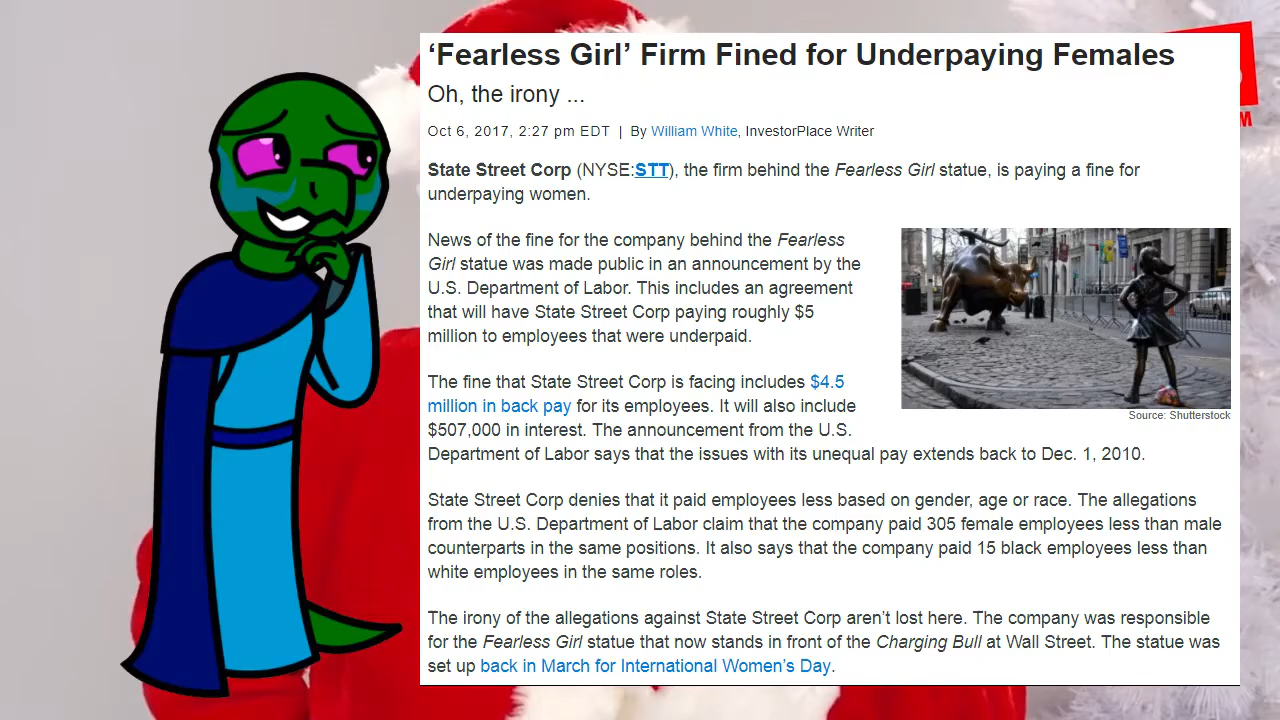 ‘Fearless Girl’ Firm Fined for Underpaying Females
Oh, the irony ...
Oct 6, 2017, 2:27 pm EDT | By William White, InvestorPlace Writer
State Street Corp (NYSE:STT), the firm behind the Fearless Girl statue, is paying a fine for
underpaying women.
News of the fine for the company behind the Fearless
Girl statue was made public in an announcement by the
U.S. Department of Labor. This includes an agreement
that will have State Street Corp paying roughly $5
million to employees that were underpaid.
Source: Shutterstock
The fine that State Street Corp is facing includes $4.5
million in back pay for its employees. It will also include
$507,000 in interest. The announcement from the U.S.
Department of Labor says that the issues with its unequal pay extends back to Dec. 1, 2010.
State Street Corp denies that it paid employees less based on gender, age or race. The allegations
from the U.S. Department of Labor claim that the company paid 305 female employees less than male
counterparts in the same positions. It also says that the company paid 15 black employees less than
white employees in the same roles.
The irony of the allegations against State Street Corp aren’t lost here. The company was responsible
for the Fearless Girl statue that now stands in front of the Charging Bull at Wall Street. The statue was
set up back in March for International Women’s Day.